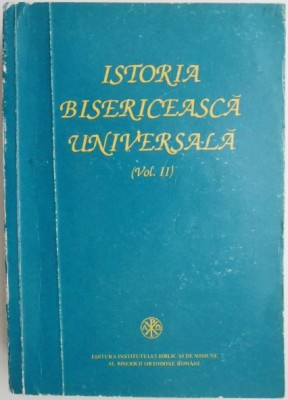 ISTORIA
BISERICEASCĂ
UNIVERSALĂ
(Vol. II)
EDITURA INSTITUTULUI BIBLIC ȘI DE MISIUNE
AL BISERICII ORTODOXE ROMÂNE